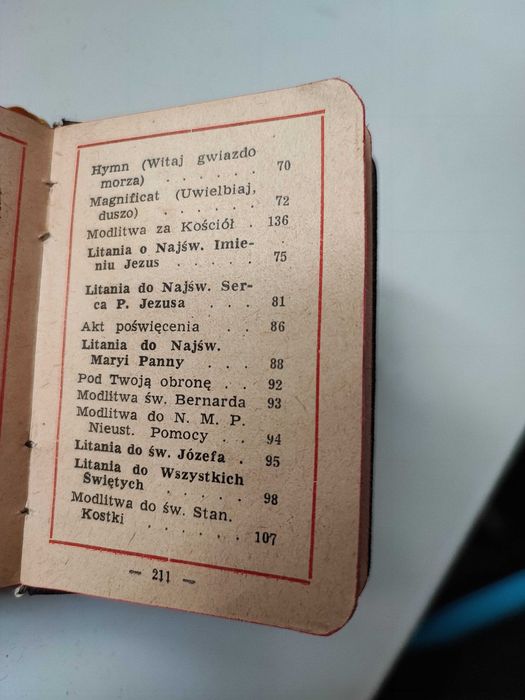 Hymn (Witaj gwiazdo
morza) . . . . . 70
Magnificat (Uwielbiaj,
duszo) . . . . . . 72
Modlitwa za Kościół . 136
Litania o Najśw. Imie-
niu Jezus . . . . . 75
Litania do Najśw. Ser-
ca P. Jezusa . . . 81
Akt poświęcenia . . 86
Litania do Najśw.
Maryi Panny . . . 88
Pod Twoją obronę . . 92
Modlitwa św. Bernarda 93
Modlitwa do N. M. P.
Nieust. Pomocy . . 94
Litania do św. Józefa . 95
Litania do Wszystkich
Świętych . . . . . 98
Modlitwa do św. Stan.
Kostki . . . . . . 107
— 211 —